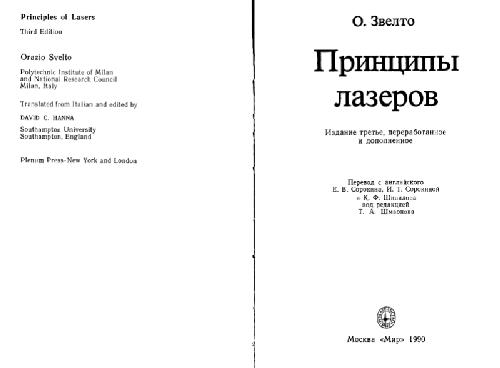 Principles of Lasers
Third Edition
Orazio Svelto
Polytechnic Institute of Milan
and National Research Council
Milan, Italy
Translated from Italian and edited by
DAVID C. HANNA
Southampton University
Southampton, England
Plenum Press-New York and London
О. Звелто
Принципы
лазеров
Издание третье, переработанное
и дополненное
Перевод с английского
Е. В. Сорокина, И. Т. Сорокиной
и К. Ф. Шипилова
под редакцией
Т. А. Шмаонова
Москва «Мир» 1990